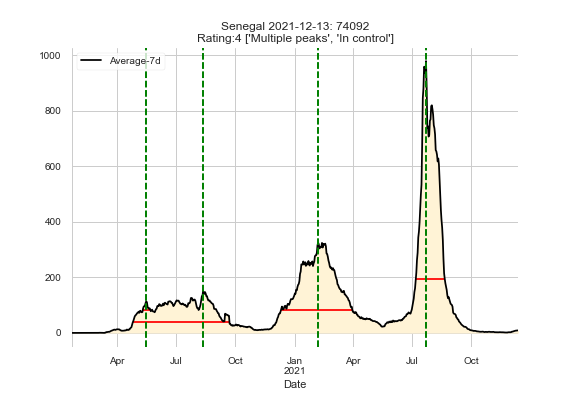 Senegal 2021-12-13: 74092
Rating:4 ['Multiple peaks', 'In control']
Average-7d
1000
800
600
400
200
0
Apr Jul Oct Jan Apr Jul Oct
2021
Date